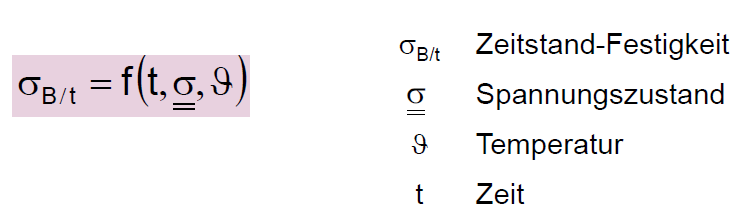 σB/t = f(t, σ, ϑ)
σB/t Zeitstand-Festigkeit
σ Spannungszustand
ϑ Temperatur
t Zeit